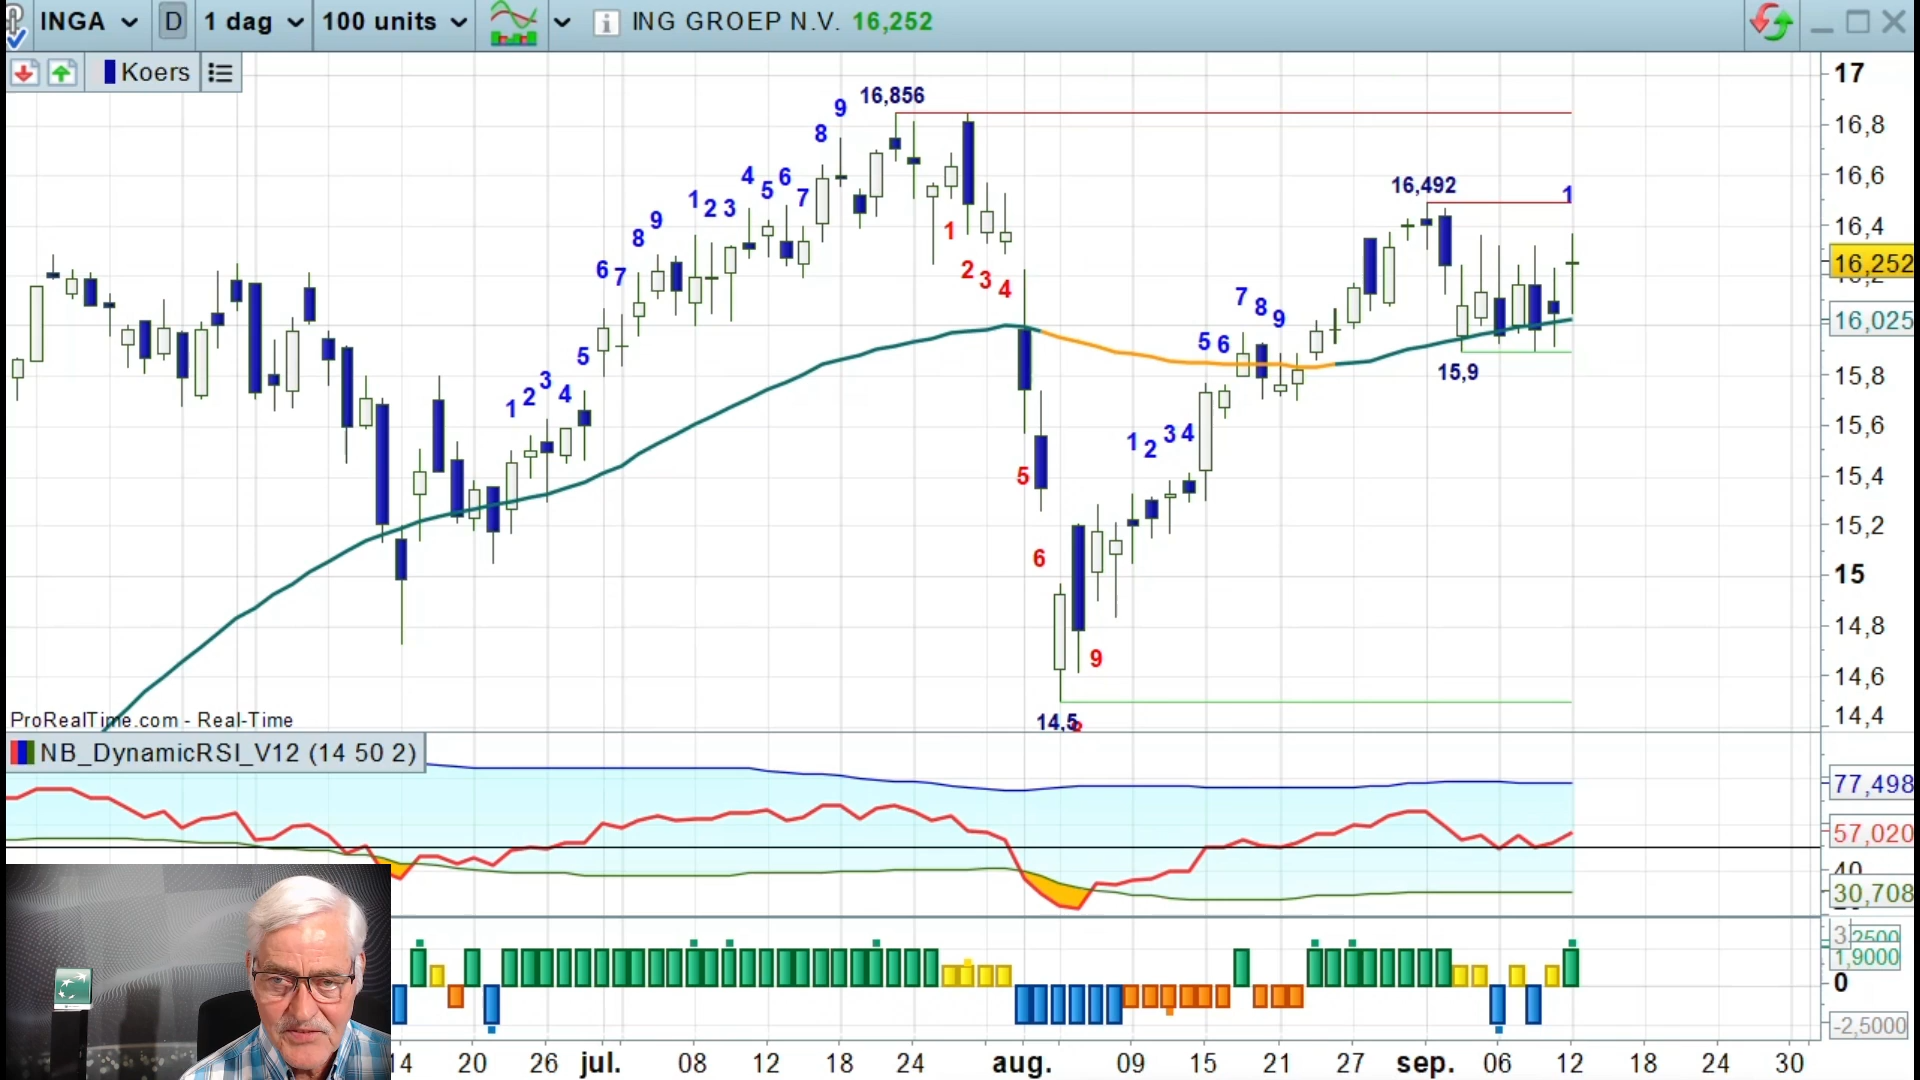 INGA D 1 dag 100 units ING GROEP N.V. 16,252
Koers
17
16,8
16,6
16,4
16,252
16,025
15,8
15,6
15,4
15,2
15
14,8
14,6
14,4
16,856
16,492
15,9
14,5
1 2 3 4 5 6 7 8 9
1 2 3 4 5 6 7 8 9
1 2 3 4 5 6 9
1 2 3 4 5 6 7 8 9
1
ProRealTime.com - Real-Time
NB_DynamicRSI_V12 (14 50 2)
77,498
57,020
40
30,708
1,9000
0
-2,5000
14 20 26 jul. 08 12 18 24 aug. 09 15 21 27 sep. 06 12 18 24 30